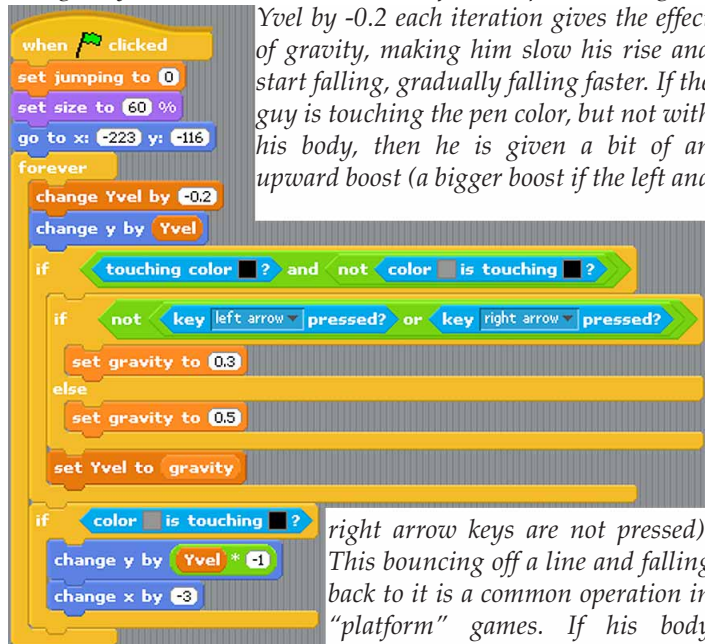 Yvel by -0.2 each iteration gives the effect
of gravity, making him slow his rise and
start falling, gradually falling faster. If the
guy is touching the pen color, but not with
his body, then he is given a bit of an
upward boost (a bigger boost if the left and
when clicked
set jumping to 0
set size to 60 %
go to x: -223 y: -116
forever
change Yvel by -0.2
change y by Yvel
if touching color ? and not color is touching ?
if not key left arrow pressed? or key right arrow pressed?
set gravity to 0.3
else
set gravity to 0.5
set Yvel to gravity
if color is touching ?
change y by Yvel * -1
change x by -3
right arrow keys are not pressed)
This bouncing off a line and falling
back to it is a common operation in
“platform” games. If his body